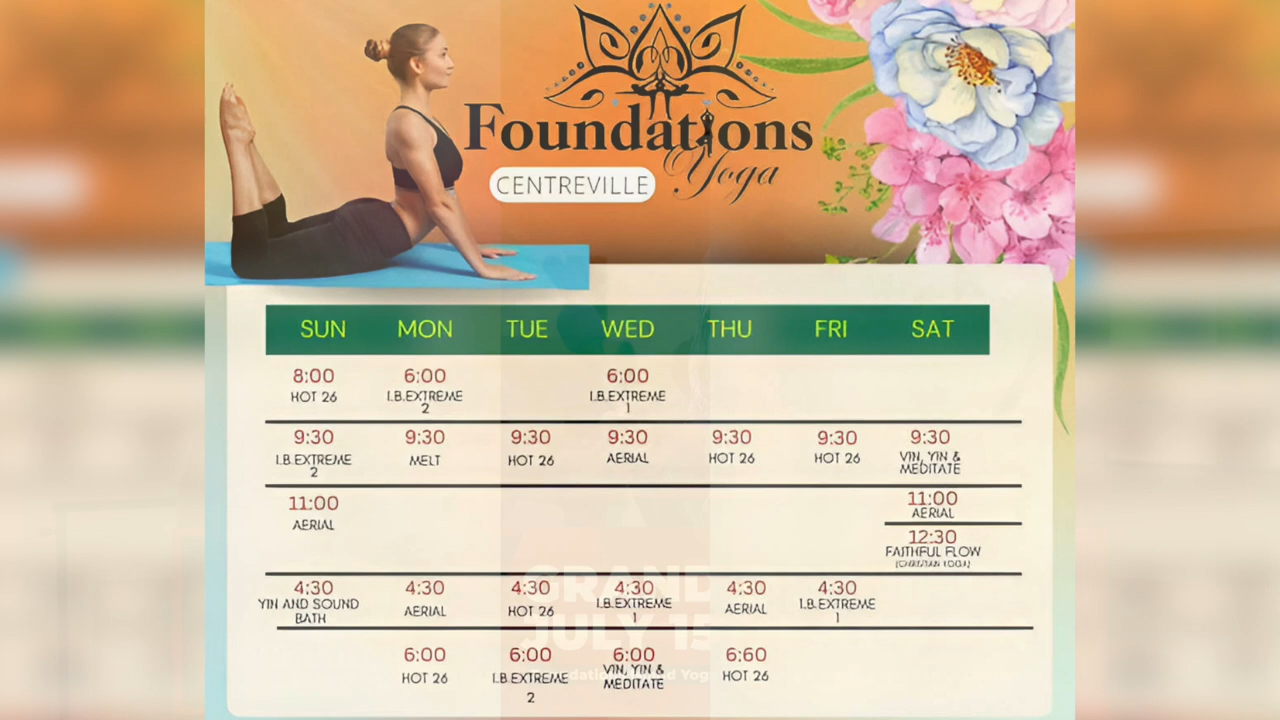 Foundations
Yoga
CENTREVILLE
SUN MON TUE WED THU FRI SAT
8:00 6:00 6:00
HOT 26 I.B.EXTREME I.B.EXTREME
2 1
9:30 9:30 9:30 9:30 9:30 9:30 9:30
I.B.EXTREME MELT HOT 26 AERIAL HOT 26 HOT 26 VIN, YIN &
2 MEDITATE
11:00 11:00
AERIAL AERIAL
12:30
FAITHFUL FLOW
(CHRISTIAN YOGA)
4:30 4:30 4:30 4:30 4:30 4:30
YIN AND SOUND AERIAL HOT 26 I.B.EXTREME AERIAL I.B.EXTREME
BATH 1 1
6:00 6:00 6:00 6:60
HOT 26 I.B EXTREME VIN, YIN & HOT 26
2 MEDITATE
GRAND
JULY 15